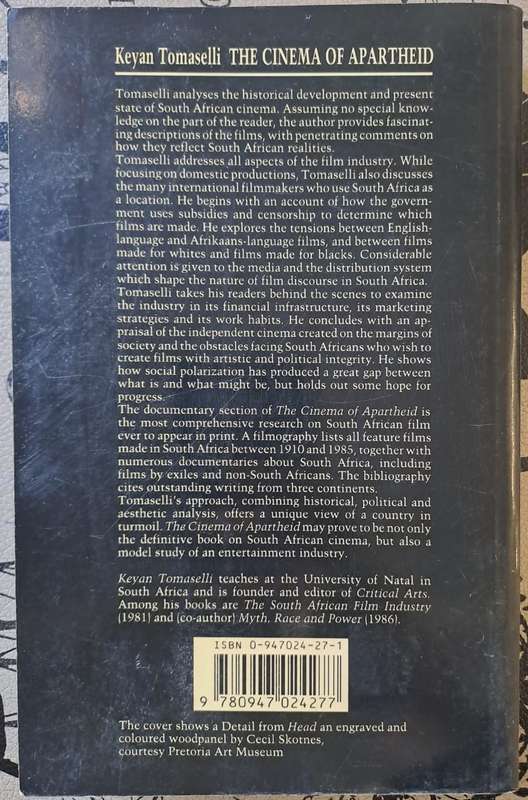 Keyan Tomaselli THE CINEMA OF APARTHEID
Tomaselli analyses the historical development and present
state of South African cinema. Assuming no special know-
ledge on the part of the reader, the author provides fascinat-
ing descriptions of the films, with penetrating comments on
how they reflect South African realities.
Tomaselli addresses all aspects of the film industry. While
focusing on domestic productions, Tomaselli also discusses
the many international filmmakers who use South Africa as
a location. He begins with an account of how the govern-
ment uses subsidies and censorship to determine which
films are made. He explores the tensions between English-
language and Afrikaans-language films, and between films
made for whites and films made for blacks. Considerable
attention is given to the media and the distribution system
which shape the nature of film discourse in South Africa.
Tomaselli takes his readers behind the scenes to examine
the industry in its financial infrastructure, its marketing
strategies and its work habits. He concludes with an ap-
praisal of the independent cinema created on the margins of
society and the obstacles facing South Africans who wish to
create films with artistic and political integrity. He shows
how social polarization has produced a great gap between
what is and what might be, but holds out some hope for
progress.
The documentary section of The Cinema of Apartheid is
the most comprehensive research on South African film
ever to appear in print. A filmography lists all feature films
made in South Africa between 1910 and 1985, together with
numerous documentaries about South Africa, including
films by exiles and non-South Africans. The bibliography
cites outstanding writing from three continents.
Tomaselli's approach, combining historical, political and
aesthetic analysis, offers a unique view of a country in
turmoil. The Cinema of Apartheid may prove to be not only
the definitive book on South African cinema, but also a
model study of an entertainment industry.
Keyan Tomaselli teaches at the University of Natal in
South Africa and is founder and editor of Critical Arts.
Among his books are The South African Film Industry
(1981) and (co-author) Myth, Race and Power (1986).
ISBN 0-947024-27-1
9 780947 024277
The cover shows a Detail from Head an engraved and
coloured woodpanel by Cecil Skotnes,
courtesy Pretoria Art Museum